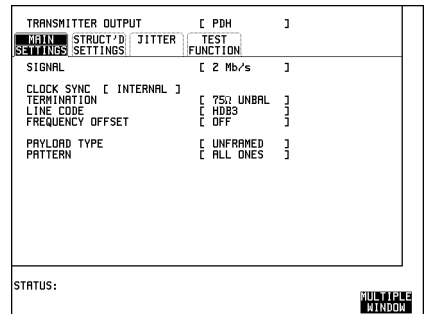 TRANSMITTER OUTPUT [ PDH ]
MAIN SETTINGS STRUCT'D SETTINGS JITTER TEST FUNCTION
SIGNAL [ 2 Mb/s ]
CLOCK SYNC [ INTERNAL ]
TERMINATION [ 75Ω UNBAL ]
LINE CODE [ HDB3 ]
FREQUENCY OFFSET [ OFF ]
PAYLOAD TYPE [ UNFRAMED ]
PATTERN [ ALL ONES ]
STATUS:
MULTIPLE
WINDOW